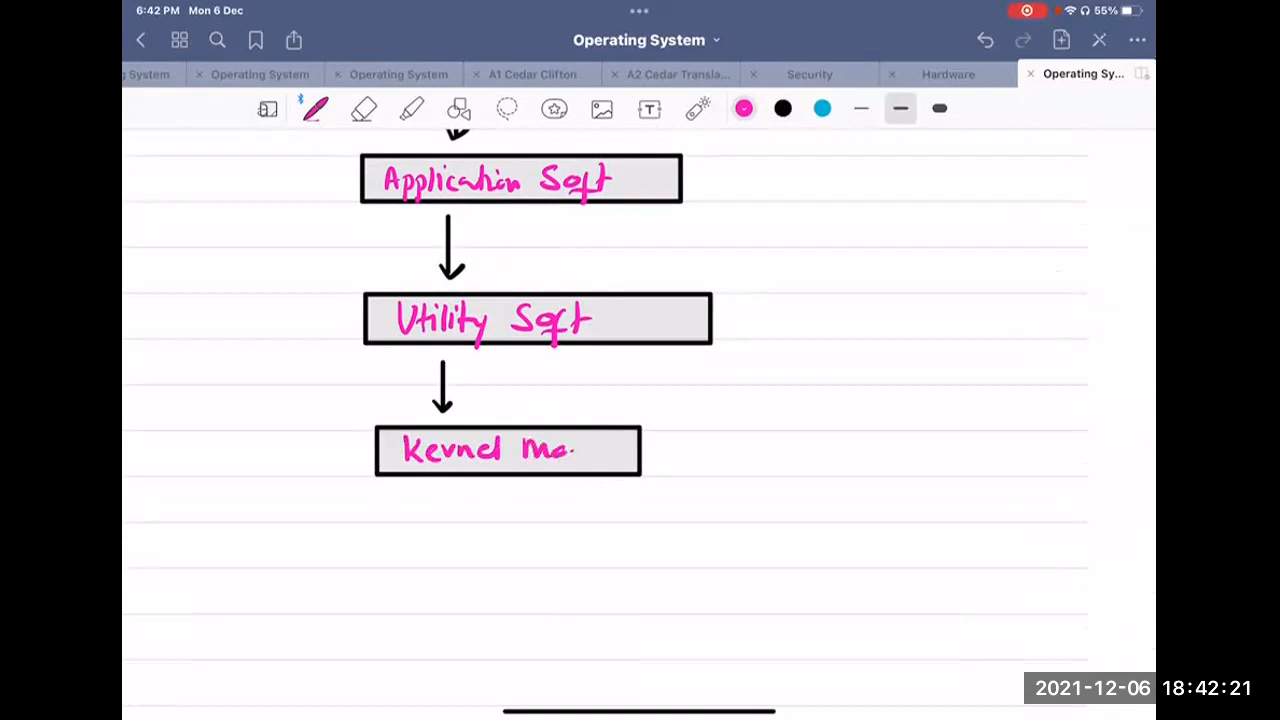 6:42 PM Mon 6 Dec
55%
Operating System
g System
Operating System
Operating System
A1 Cedar Clifton
A2 Cedar Transla...
Security
Hardware
Operating Sy...
Application Soft
Utility Soft
Kernel Mo
2021-12-06 18:42:21